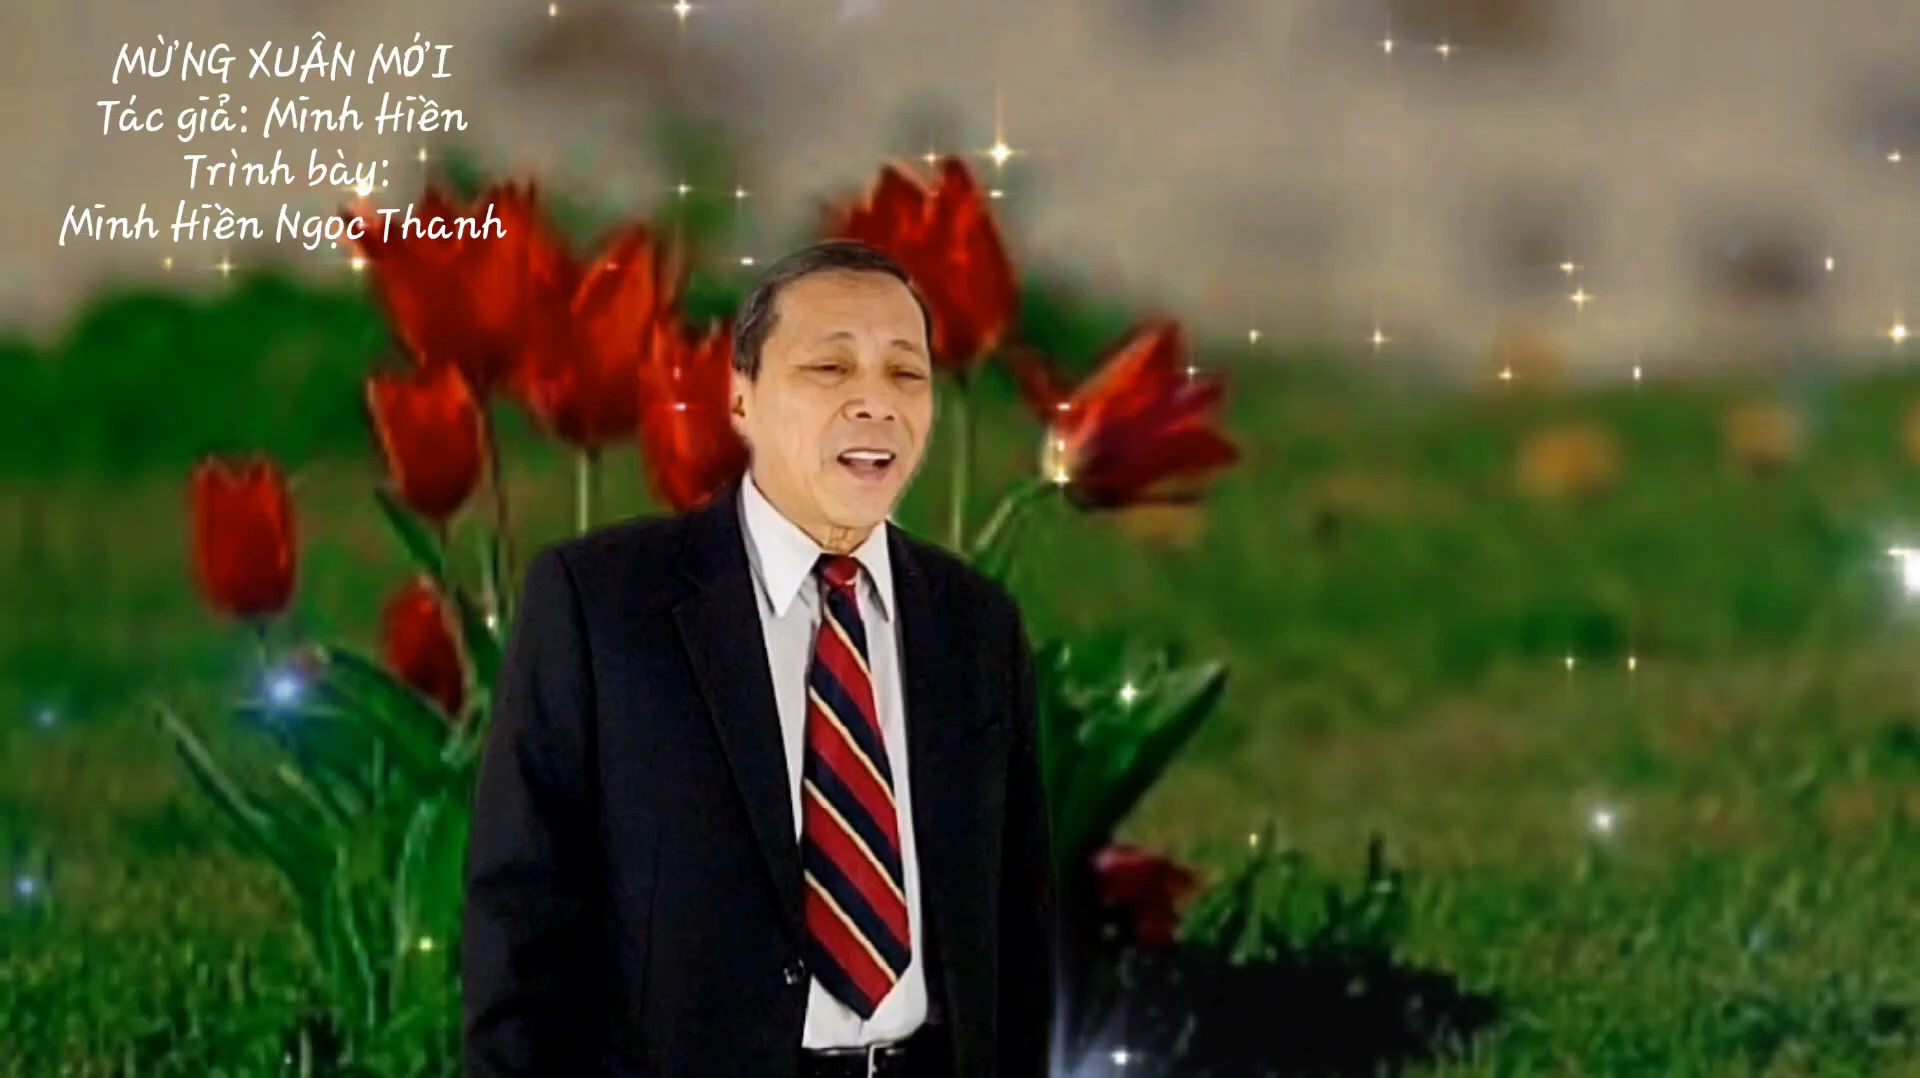 MỪNG XUÂN MỚI
Tác giả: Minh Hiền
Trình bày:
Minh Hiền Ngọc Thanh